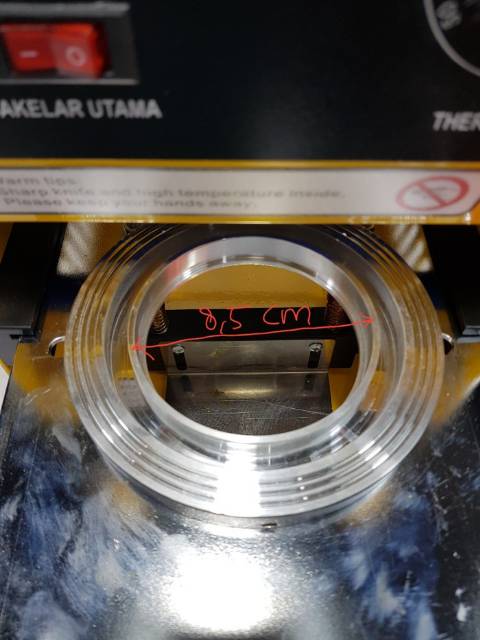 AKELAR UTAMA
THER
Warm tips:
Sharp knife and high temperature inside,
Please keep your hands away.
8,5 CM